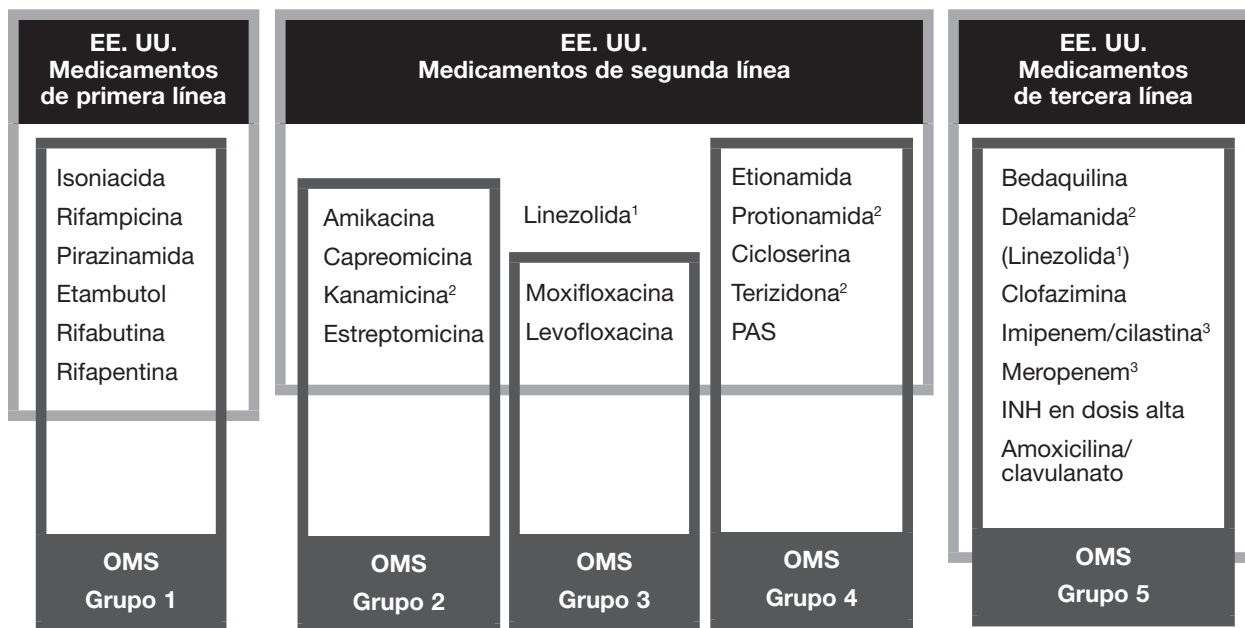 EE. UU.
Medicamentos
de primera línea
Isoniacida
Rifampicina
Pirazinamida
Etambutol
Rifabutina
Rifapentina
OMS
Grupo 1
EE. UU.
Medicamentos de segunda línea
Amikacina
Capreomicina
Kanamicina²
Estreptomicina
OMS
Grupo 2
Linezolida¹
Moxifloxacina
Levofloxacina
OMS
Grupo 3
Etionamida
Protionamida²
Cicloserina
Terizidona²
PAS
OMS
Grupo 4
EE. UU.
Medicamentos
de tercera línea
Bedaquilina
Delamanida²
(Linezolida¹)
Clofazimina
Imipenem/cilastina³
Meropenem³
INH en dosis alta
Amoxicilina/
clavulanato
OMS
Grupo 5